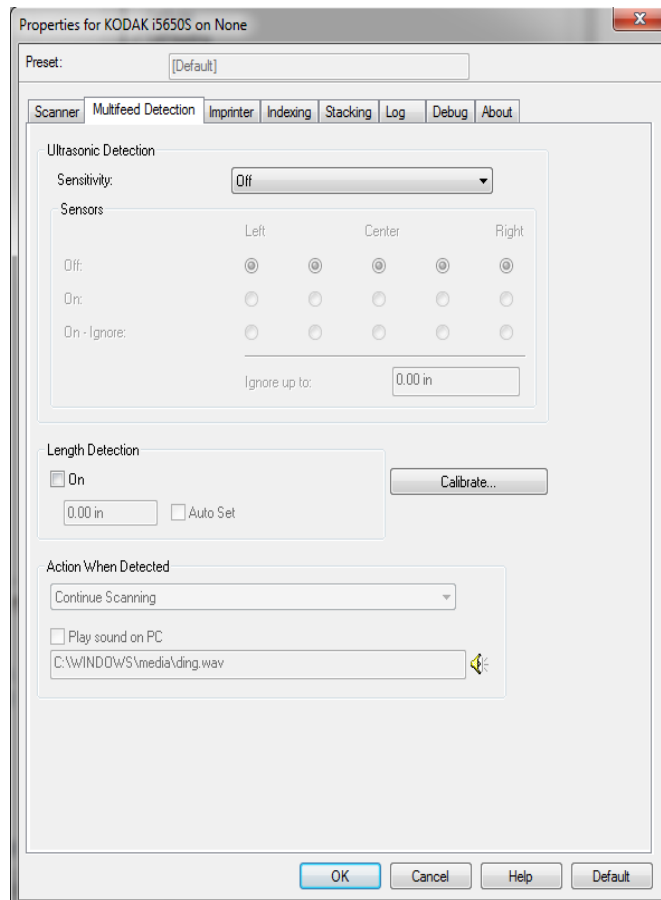 Properties for KODAK i5650S on None
Preset: [Default]
Scanner Multifeed Detection Imprinter Indexing Stacking Log Debug About
Ultrasonic Detection
Sensitivity: Off
Sensors
Left Center Right
Off:
On:
On - Ignore:
Ignore up to: 0.00 in
Length Detection
On
Calibrate...
0.00 in Auto Set
Action When Detected
Continue Scanning
Play sound on PC
C:\WINDOWS\media\ding.wav
OK Cancel Help Default